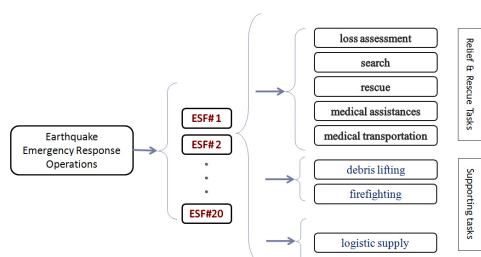 Earthquake
Emergency Response
Operations
ESF# 1
ESF# 2
ESF#20
loss assessment
search
rescue
medical assistances
medical transportation
debris lifting
firefighting
logistic supply
Relief & Rescue Tasks
Supporting tasks